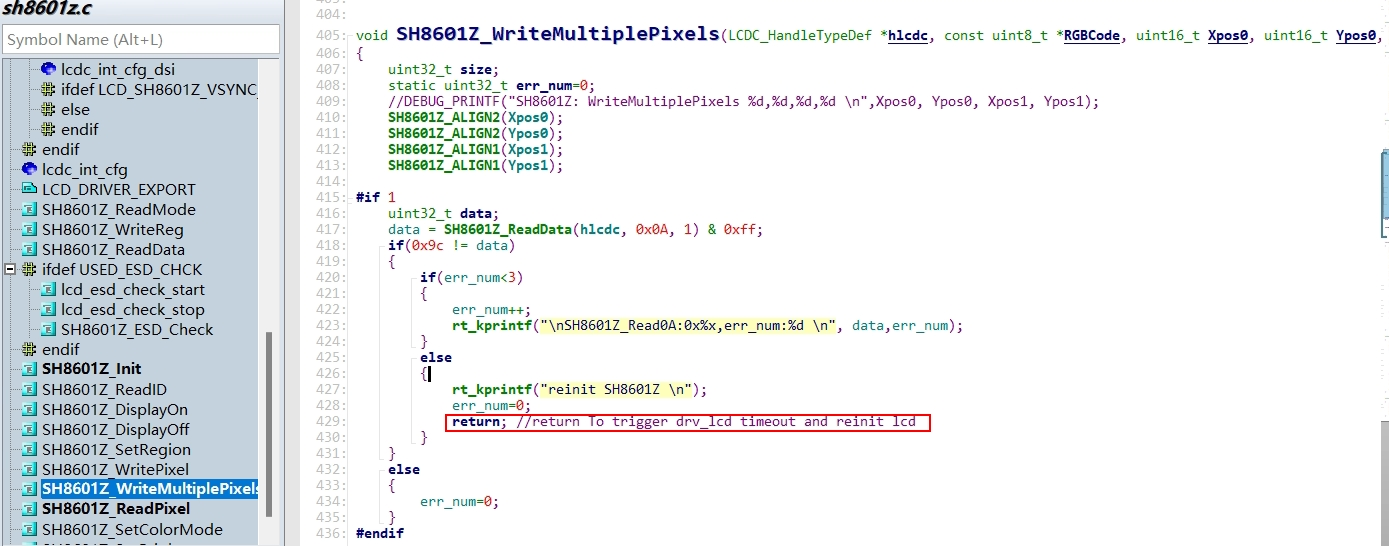 sh8601z.c
Symbol Name (Alt+L)
lcdc_int_cfg_dsi
ifdef LCD_SH8601Z_VSYNC_
else
endif
endif
lcdc_int_cfg
LCD_DRIVER_EXPORT
SH8601Z_ReadMode
SH8601Z_WriteReg
SH8601Z_ReadData
ifdef USED_ESD_CHCK
lcd_esd_check_start
lcd_esd_check_stop
SH8601Z_ESD_Check
endif
SH8601Z_Init
SH8601Z_ReadID
SH8601Z_DisplayOn
SH8601Z_DisplayOff
SH8601Z_SetRegion
SH8601Z_WritePixel
SH8601Z_WriteMultiplePixels
SH8601Z_ReadPixel
SH8601Z_SetColorMode
404:
405: void SH8601Z_WriteMultiplePixels(LCDC_HandleTypeDef *hlcdc, const uint8_t *RGBCode, uint16_t Xpos0, uint16_t Ypos0,
406: {
407: uint32_t size;
408: static uint32_t err_num=0;
409: //DEBUG_PRINTF("SH8601Z: WriteMultiplePixels %d,%d,%d,%d \n",Xpos0, Ypos0, Xpos1, Ypos1);
410: SH8601Z_ALIGN2(Xpos0);
411: SH8601Z_ALIGN2(Ypos0);
412: SH8601Z_ALIGN1(Xpos1);
413: SH8601Z_ALIGN1(Ypos1);
414:
415: #if 1
416: uint32_t data;
417: data = SH8601Z_ReadData(hlcdc, 0x0A, 1) & 0xff;
418: if(0x9c != data)
419: {
420: if(err_num<3)
421: {
422: err_num++;
423: rt_kprintf("\nSH8601Z_Read0A:0x%x,err_num:%d \n", data,err_num);
424: }
425: else
426: {
427: rt_kprintf("reinit SH8601Z \n");
428: err_num=0;
429: return; //return To trigger drv_lcd timeout and reinit lcd
430: }
431: }
432: else
433: {
434: err_num=0;
435: }
436: #endif